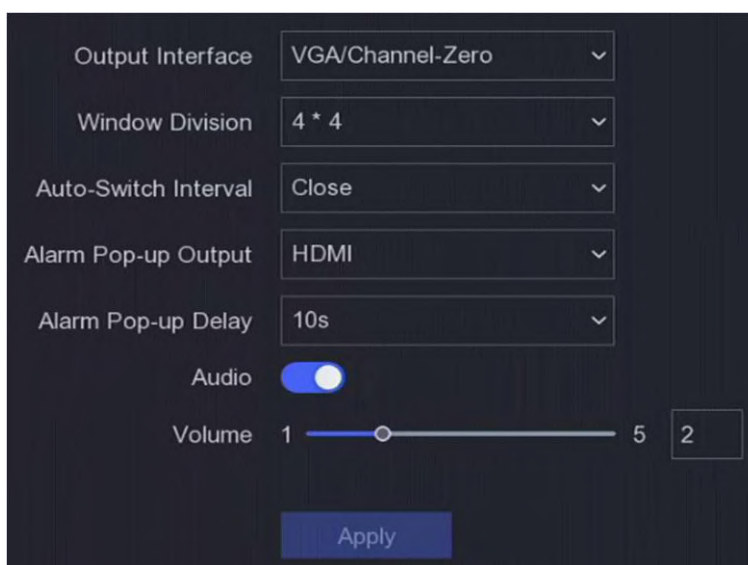 Output Interface VGA/Channel-Zero
Window Division 4 * 4
Auto-Switch Interval Close
Alarm Pop-up Output HDMI
Alarm Pop-up Delay 10s
Audio
Volume 1 5 2
Apply